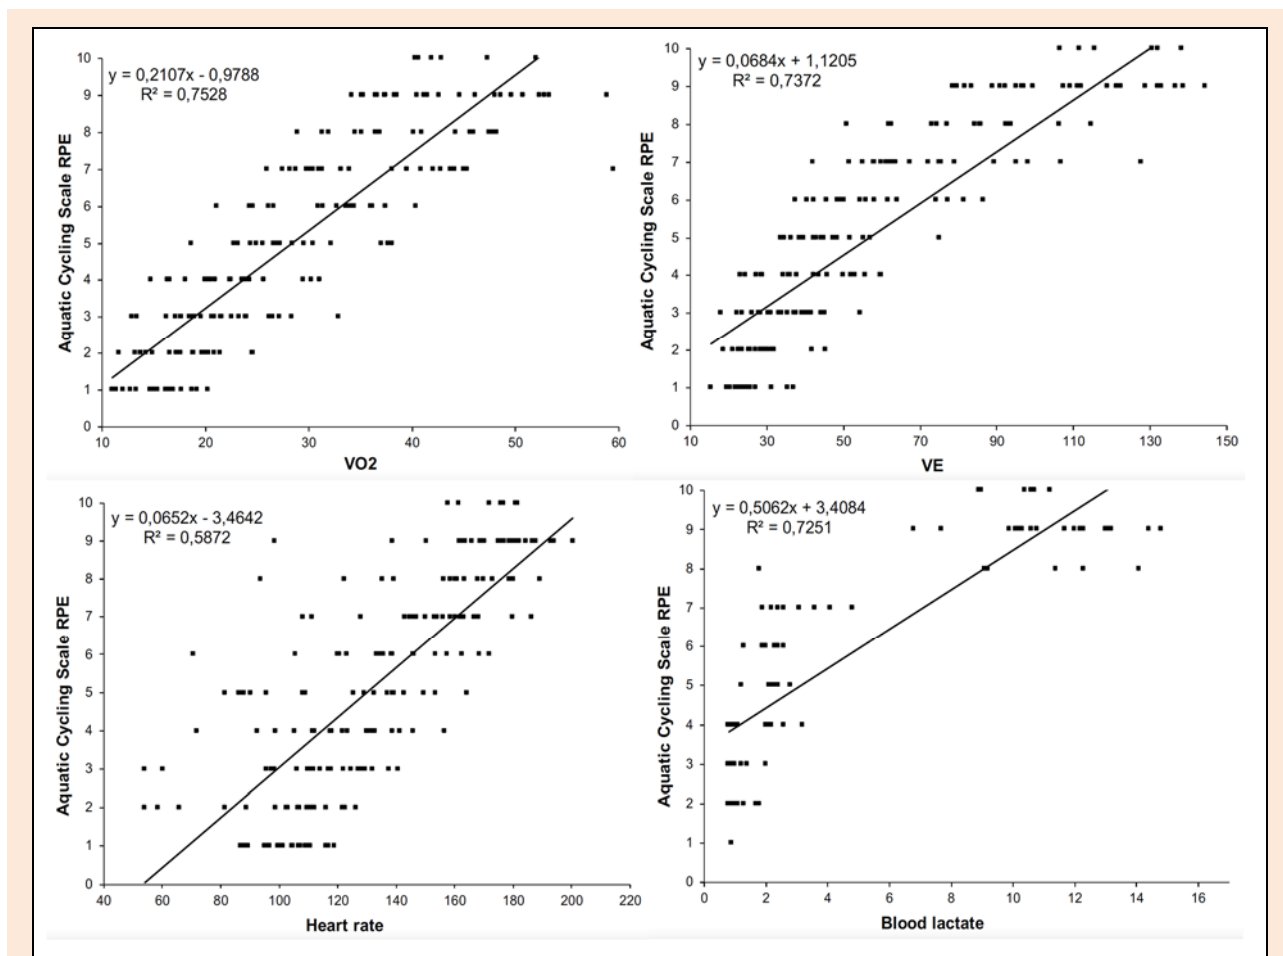 y = 0,2107x - 0,9788
R² = 0,7528
10
9
8
7
6
5
4
3
2
1
0
Aquatic Cycling Scale RPE
10 20 30 40 50 60
VO2
y = 0,0684x + 1,1205
R² = 0,7372
10
9
8
7
6
5
4
3
2
1
0
Aquatic Cycling Scale RPE
10 30 50 70 90 110 130 150
VE
y = 0,0652x - 3,4642
R² = 0,5872
10
9
8
7
6
5
4
3
2
1
0
Aquatic Cycling Scale RPE
40 60 80 100 120 140 160 180 200 220
Heart rate
y = 0,5062x + 3,4084
R² = 0,7251
10
9
8
7
6
5
4
3
2
1
0
Aquatic Cycling Scale RPE
0 2 4 6 8 10 12 14 16
Blood lactate